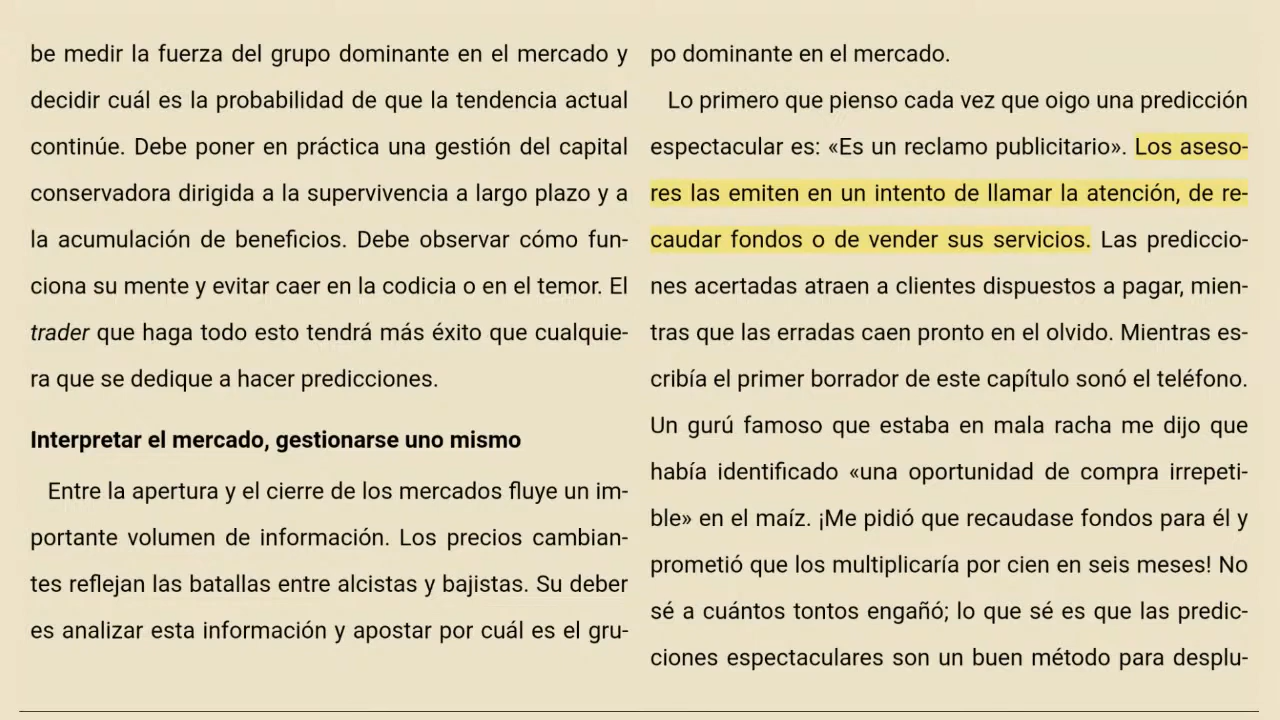 be medir la fuerza del grupo dominante en el mercado y
decidir cuál es la probabilidad de que la tendencia actual
continúe. Debe poner en práctica una gestión del capital
conservadora dirigida a la supervivencia a largo plazo y a
la acumulación de beneficios. Debe observar cómo fun-
ciona su mente y evitar caer en la codicia o en el temor. El
trader que haga todo esto tendrá más éxito que cualquie-
ra que se dedique a hacer predicciones.
Interpretar el mercado, gestionarse uno mismo
Entre la apertura y el cierre de los mercados fluye un im-
portante volumen de información. Los precios cambian-
tes reflejan las batallas entre alcistas y bajistas. Su deber
es analizar esta información y apostar por cuál es el gru-
po dominante en el mercado.
Lo primero que pienso cada vez que oigo una predicción
espectacular es: «Es un reclamo publicitario». Los aseso-
res las emiten en un intento de llamar la atención, de re-
caudar fondos o de vender sus servicios. Las prediccio-
nes acertadas atraen a clientes dispuestos a pagar, mien-
tras que las erradas caen pronto en el olvido. Mientras es-
cribía el primer borrador de este capítulo sonó el teléfono.
Un gurú famoso que estaba en mala racha me dijo que
había identificado «una oportunidad de compra irrepeti-
ble» en el maíz. ¡Me pidió que recaudase fondos para él y
prometió que los multiplicaría por cien en seis meses! No
sé a cuántos tontos engañó; lo que sé es que las predic-
ciones espectaculares son un buen método para desplu-